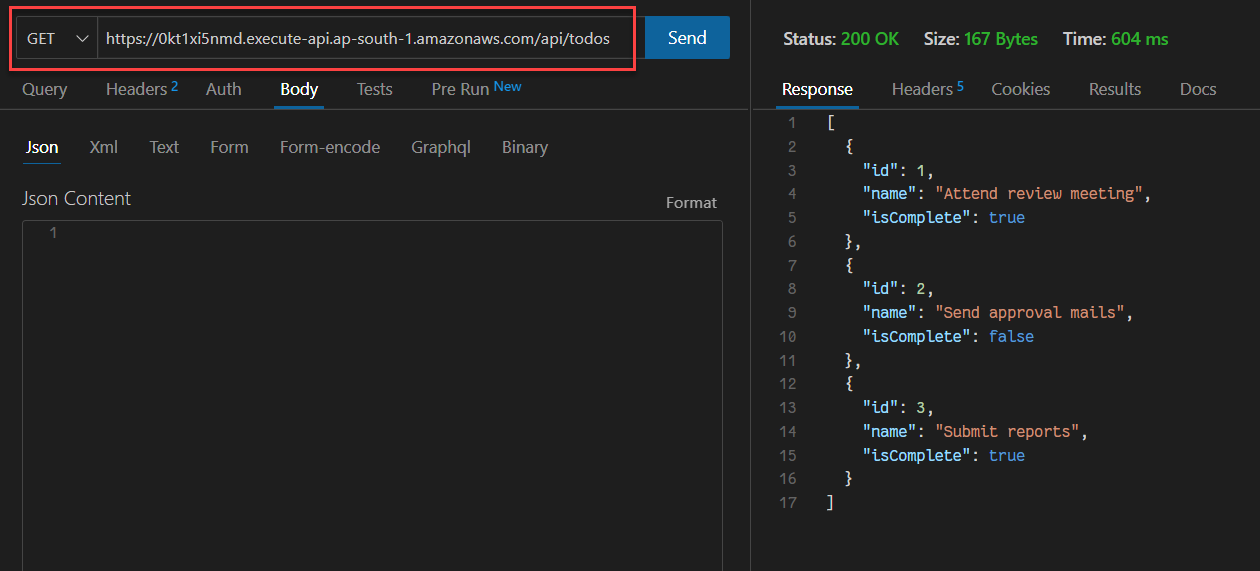 GET https://0kt1xi5nmd.execute-api.ap-south-1.amazonaws.com/api/todos Send
Query Headers 2 Auth Body Tests Pre Run New
Json Xml Text Form Form-encode Graphql Binary
Json Content Format
1
Status: 200 OK Size: 167 Bytes Time: 604 ms
Response Headers 5 Cookies Results Docs
1 [
2 {
3 "id": 1,
4 "name": "Attend review meeting",
5 "isComplete": true
6 },
7 {
8 "id": 2,
9 "name": "Send approval mails",
10 "isComplete": false
11 },
12 {
13 "id": 3,
14 "name": "Submit reports",
15 "isComplete": true
16 }
17 ]